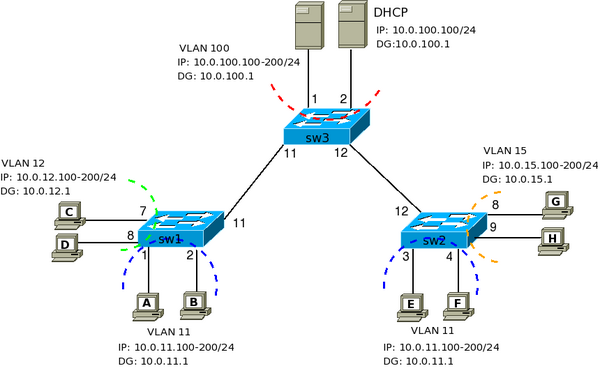 DHCP
IP: 10.0.100.100/24
DG:10.0.100.1
VLAN 100
IP: 10.0.100.100-200/24
DG: 10.0.100.1
1
2
sw3
11
12
VLAN 12
IP: 10.0.12.100-200/24
DG: 10.0.12.1
VLAN 15
IP: 10.0.15.100-200/24
DG: 10.0.15.1
C
7
11
D
8
sw1
1
2
12
8
G
9
H
sw2
3
4
A
B
E
F
VLAN 11
IP: 10.0.11.100-200/24
DG: 10.0.11.1
VLAN 11
IP: 10.0.11.100-200/24
DG: 10.0.11.1